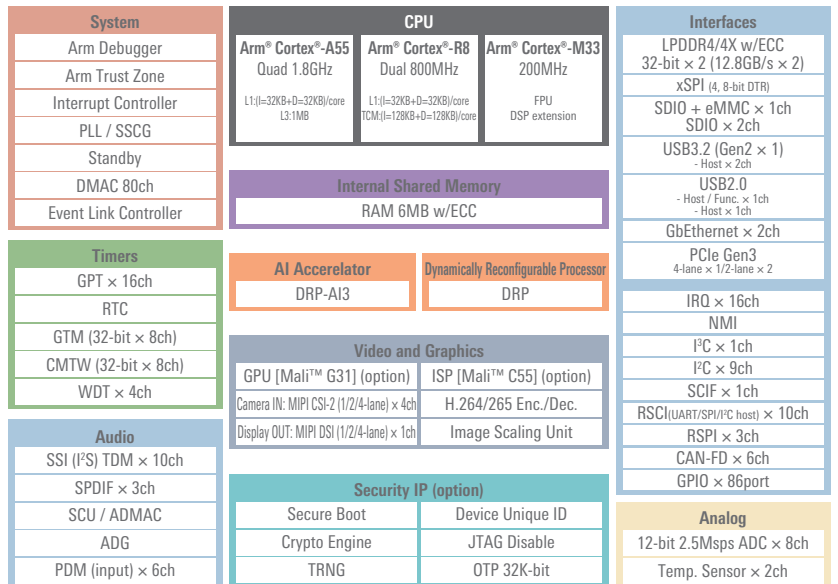 System
Arm Debugger
Arm Trust Zone
Interrupt Controller
PLL / SSCG
Standby
DMAC 80ch
Event Link Controller
Timers
GPT × 16ch
RTC
GTM (32-bit × 8ch)
CMTW (32-bit × 8ch)
WDT × 4ch
Audio
SSI (I²S) TDM × 10ch
SPDIF × 3ch
SCU / ADMAC
ADG
PDM (input) × 6ch
CPU
Arm® Cortex®-A55
Quad 1.8GHz
L1:(I=32KB+D=32KB)/core
L3:1MB
Arm® Cortex®-R8
Dual 800MHz
L1:(I=32KB+D=32KB)/core
TCM:(I=128KB+D=128KB)/core
Arm® Cortex®-M33
200MHz
FPU
DSP extension
Internal Shared Memory
RAM 6MB w/ECC
AI Accerelator
DRP-AI3
Dynamically Reconfigurable Processor
DRP
Video and Graphics
GPU [Mali™ G31] (option)
ISP [Mali™ C55] (option)
Camera IN: MIPI CSI-2 (1/2/4-lane) × 4ch
H.264/265 Enc./Dec.
Display OUT: MIPI DSI (1/2/4-lane) × 1ch
Image Scaling Unit
Security IP (option)
Secure Boot
Device Unique ID
Crypto Engine
JTAG Disable
TRNG
OTP 32K-bit
Interfaces
LPDDR4/4X w/ECC
32-bit × 2 (12.8GB/s × 2)
xSPI (4, 8-bit DTR)
SDIO + eMMC × 1ch
SDIO × 2ch
USB3.2 (Gen2 × 1)
- Host × 2ch
USB2.0
- Host / Func. × 1ch
- Host × 1ch
GbEthernet × 2ch
PCIe Gen3
4-lane × 1/2-lane × 2
IRQ × 16ch
NMI
I³C × 1ch
I²C × 9ch
SCIF × 1ch
RSCI(UART/SPI/I²C host) × 10ch
RSPI × 3ch
CAN-FD × 6ch
GPIO × 86port
Analog
12-bit 2.5Msps ADC × 8ch
Temp. Sensor × 2ch